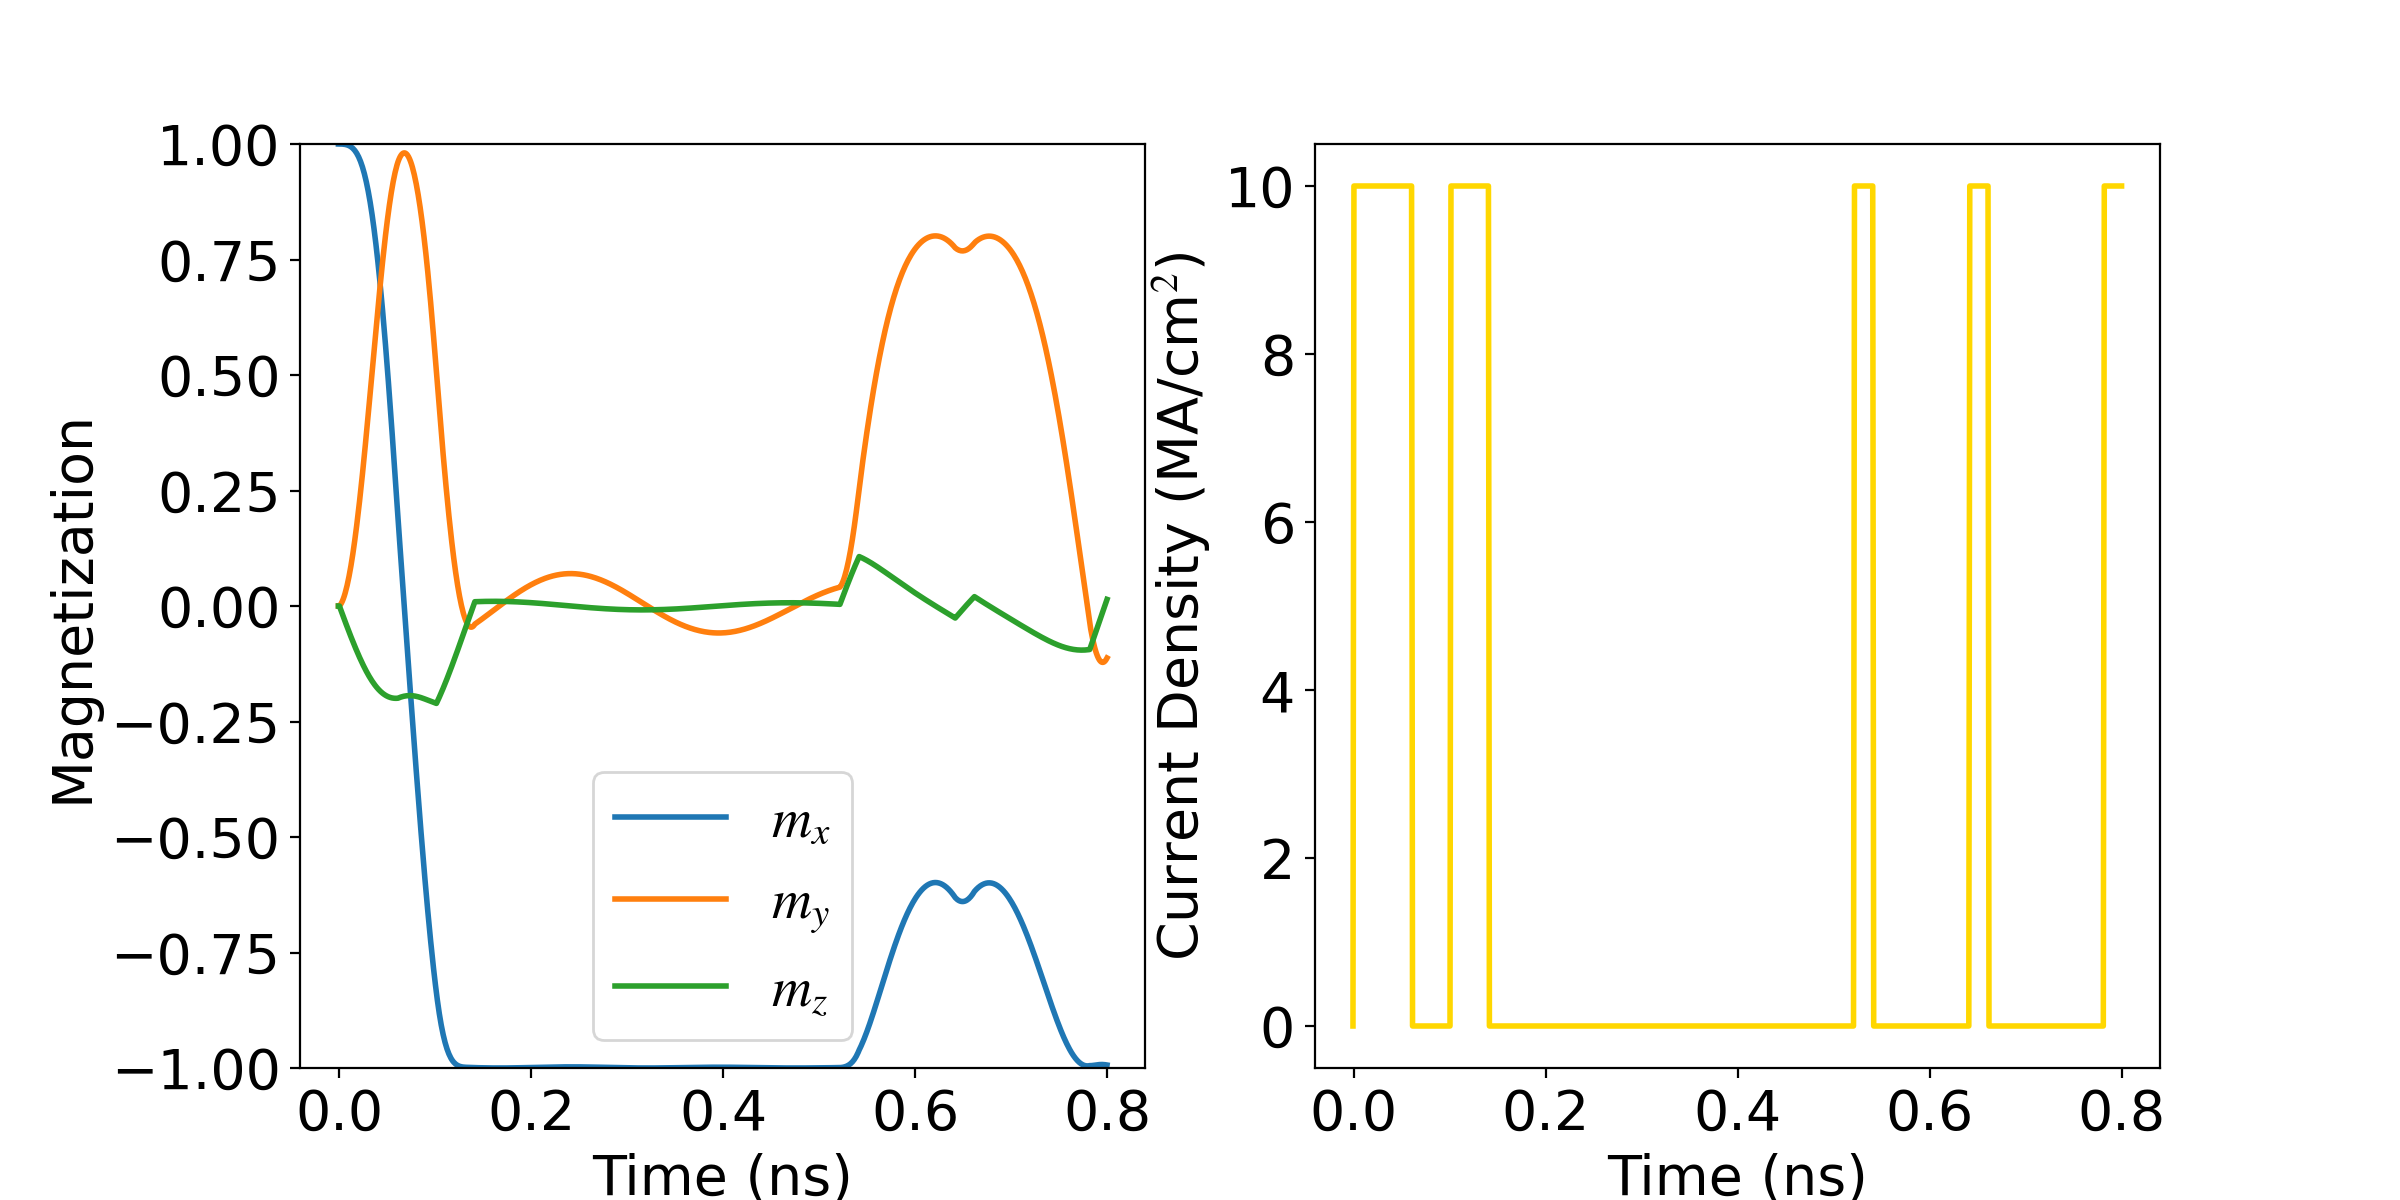 Magnetization
1.00
0.75
0.50
0.25
0.00
−0.25
−0.50
−0.75
−1.00
0.0 0.2 0.4 0.6 0.8
Time (ns)
m_x
m_y
m_z
Current Density (MA/cm²)
10
8
6
4
2
0
0.0 0.2 0.4 0.6 0.8
Time (ns)